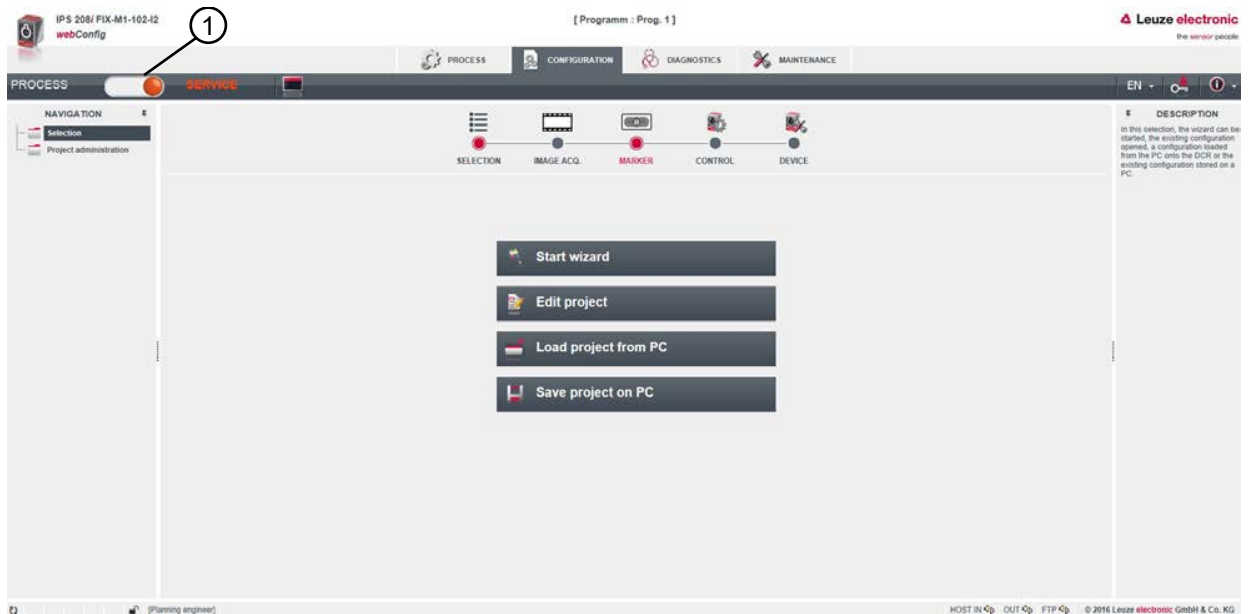 IPS 208i FIX-M1-102-I2
webConfig
1
[ Programm : Prog. 1 ]
Leuze electronic
the sensor people
PROCESS
CONFIGURATION
DIAGNOSTICS
MAINTENANCE
PROCESS
SERVICE
EN
NAVIGATION
Selection
Project administration
SELECTION
IMAGE ACQ.
MARKER
CONTROL
DEVICE
DESCRIPTION
In this selection, the wizard can be
started, the existing configuration
opened, a configuration loaded
from the PC onto the DCR or the
existing configuration stored on a
PC.
Start wizard
Edit project
Load project from PC
Save project on PC
[Planning engineer]
HOST IN OUT FTP © 2016 Leuze electronic GmbH & Co. KG